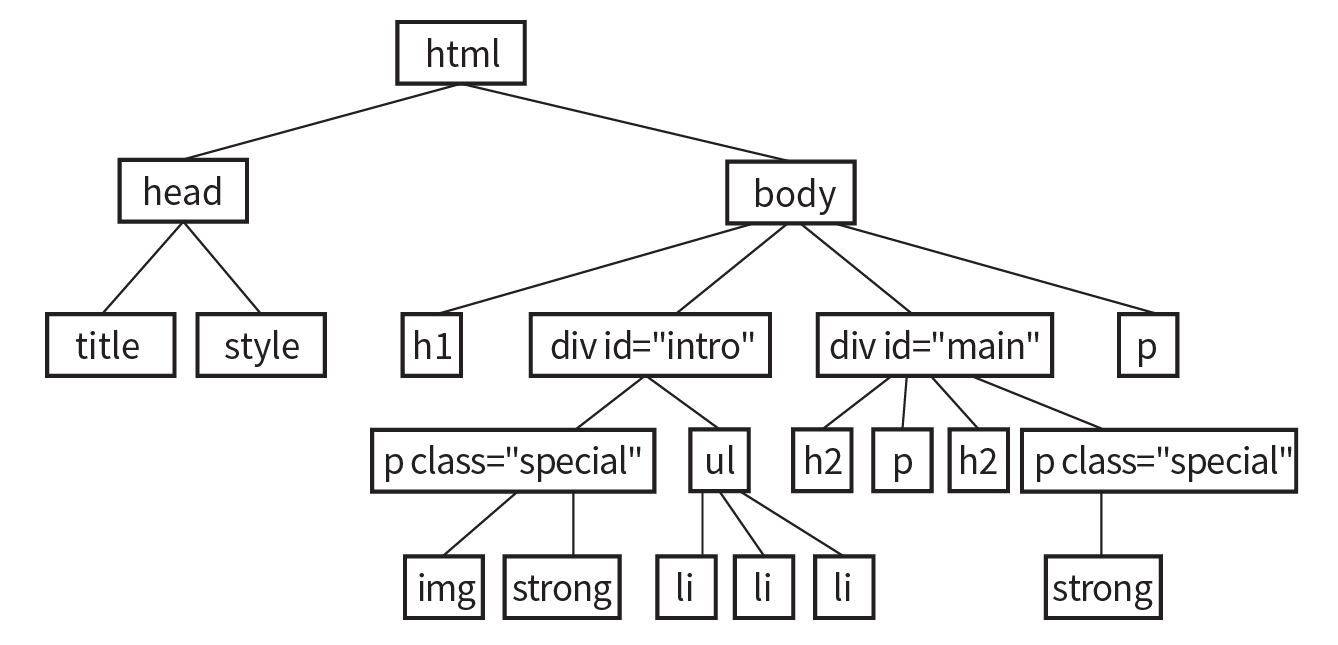 html
head
body
title
style
h1
div id="intro"
div id="main"
p
p class="special"
ul
h2
p
h2
p class="special"
img
strong
li
li
li
strong